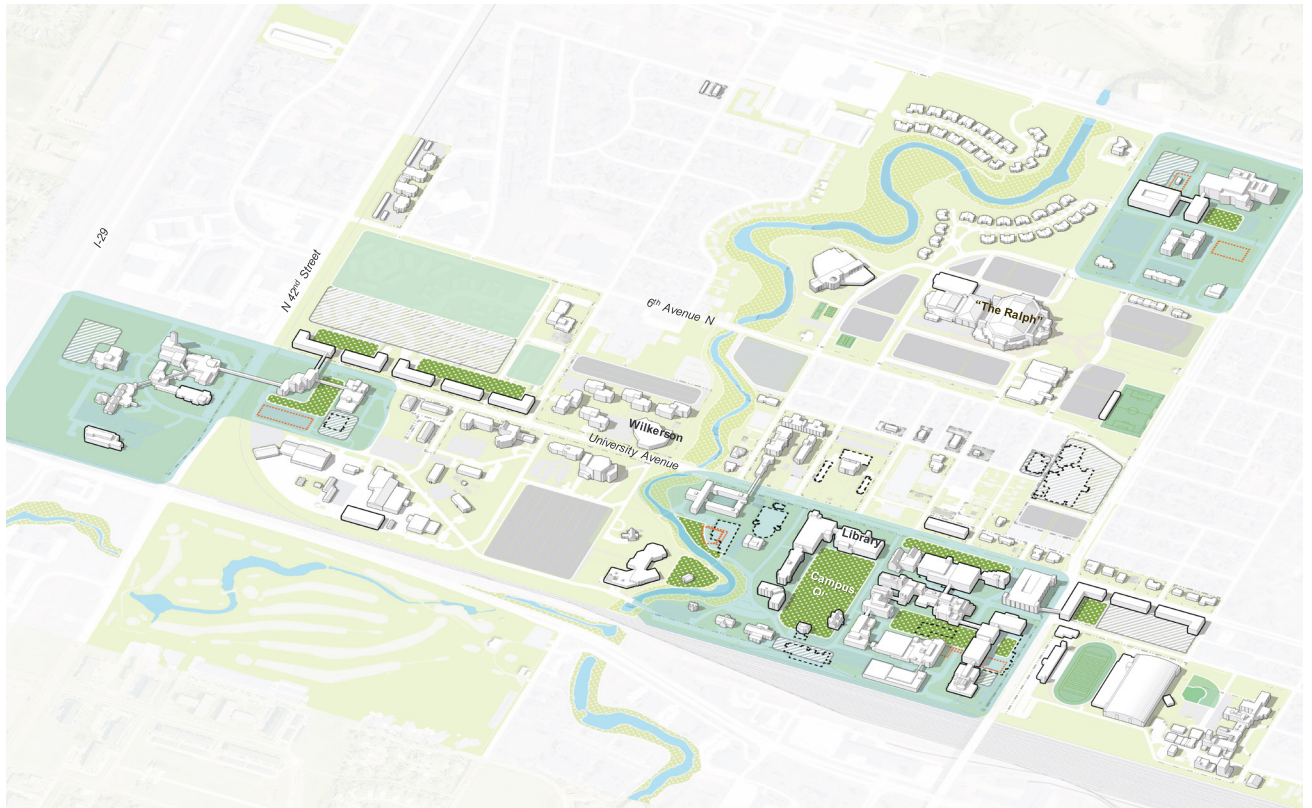 I-29
N 42nd Street
6th Avenue N
"The Ralph"
Wilkerson
University Avenue
Library
Campus